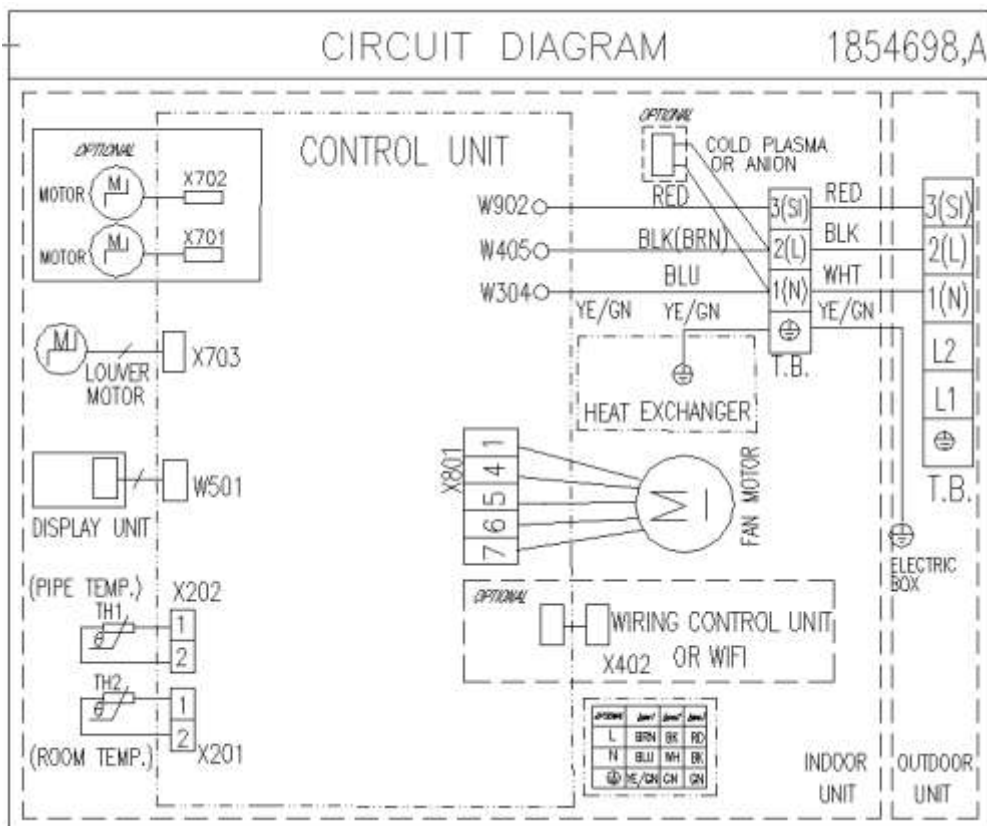 CIRCUIT DIAGRAM 1854698,A
OPTIONAL
MOTOR M X702
MOTOR M X701
CONTROL UNIT
OPTIONAL
COLD PLASMA
OR ANION
W902 RED 3(SI) RED 3(SI)
W405 BLK(BRN) 2(L) BLK 2(L)
W304 BLU 1(N) WHT 1(N)
YE/GN YE/GN YE/GN
T.B.
L2
L1
T.B.
M X703
LOUVER
MOTOR
HEAT EXCHANGER
X801
1
4
5
6
7
M
FAN MOTOR
W501
DISPLAY UNIT
ELECTRIC
BOX
(PIPE TEMP.) X202
TH1 1
θ 2
TH2 1
θ 2
(ROOM TEMP.) X201
OPTIONAL
WIRING CONTROL UNIT
X402 OR WIFI
L BRN BK RD
N BLU WH BK
YE/GN GN GN
INDOOR
UNIT
OUTDOOR
UNIT